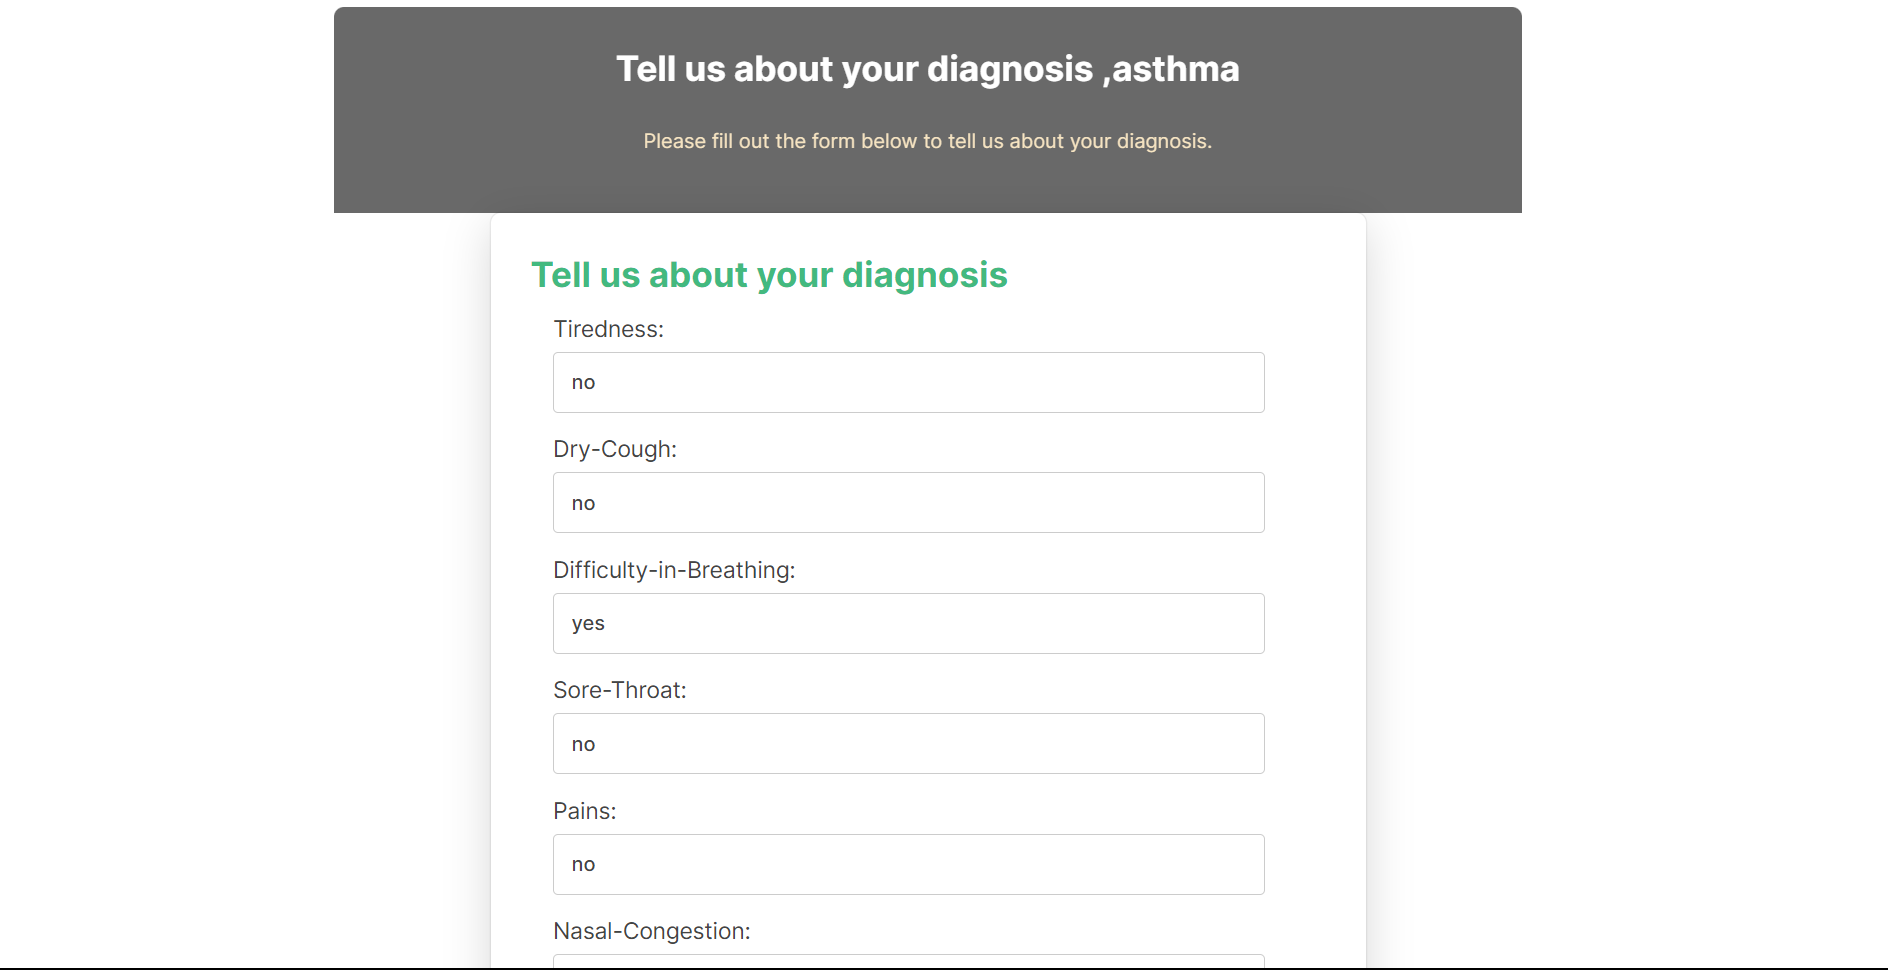 Tell us about your diagnosis ,asthma
Please fill out the form below to tell us about your diagnosis.
Tell us about your diagnosis
Tiredness:
no
Dry-Cough:
no
Difficulty-in-Breathing:
yes
Sore-Throat:
no
Pains:
no
Nasal-Congestion: